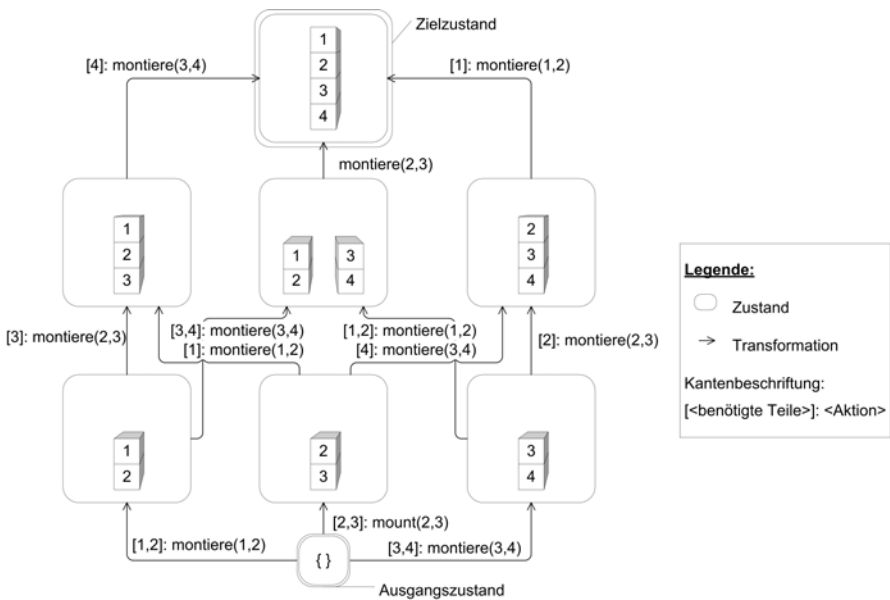 Zielzustand
1
2
3
4
[4]: montiere(3,4)
[1]: montiere(1,2)
montiere(2,3)
1
2
3
1
2
3
4
2
3
4
[3]: montiere(2,3)
[3,4]: montiere(3,4)
[1]: montiere(1,2)
[1,2]: montiere(1,2)
[4]: montiere(3,4)
[2]: montiere(2,3)
1
2
2
3
3
4
[1,2]: montiere(1,2)
[2,3]: mount(2,3)
[3,4]: montiere(3,4)
{ }
Ausgangszustand
Legende:
Zustand
Transformation
Kantenbeschriftung:
[<benötigte Teile>]: <Aktion>